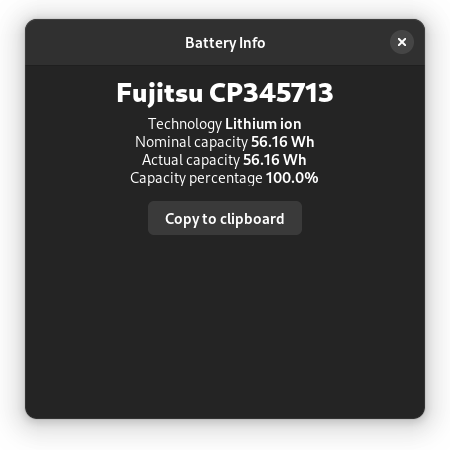 Battery Info
Fujitsu CP345713
Technology Lithium ion
Nominal capacity 56.16 Wh
Actual capacity 56.16 Wh
Capacity percentage 100.0%
Copy to clipboard